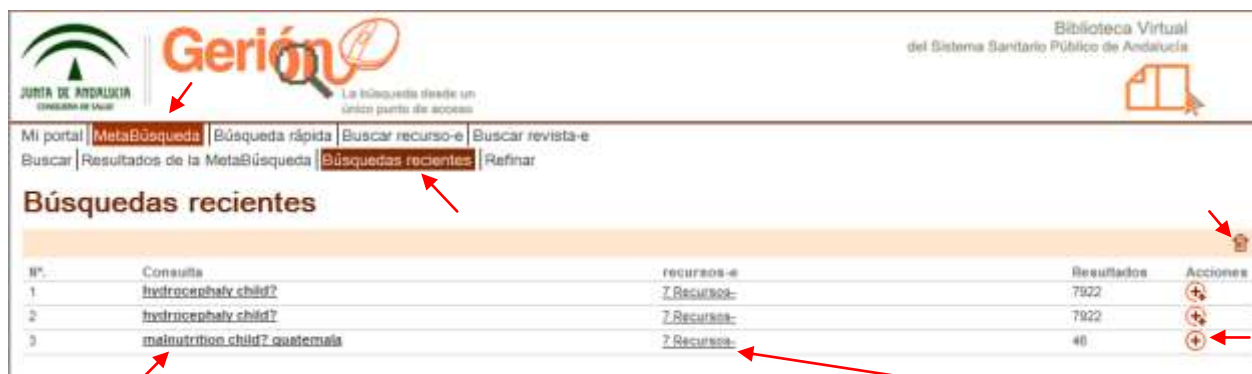 Gerión
La búsqueda desde un
único punto de acceso
Biblioteca Virtual
del Sistema Sanitario Público de Andalucía
JUNTA DE ANDALUCIA
CONSEJERIA DE SALUD
Mi portal MetaBúsqueda Búsqueda rápida Buscar recurso-e Buscar revista-e
Buscar Resultados de la MetaBúsqueda Búsquedas recientes Refinar
Búsquedas recientes
Nº. Consulta recursos-e Resultados Acciones
1 hydrocephaly child? 7 Recursos- 7922
2 hydrocephaly child? 7 Recursos- 7922
3 malnutrition child? guatemala 7 Recursos- 46